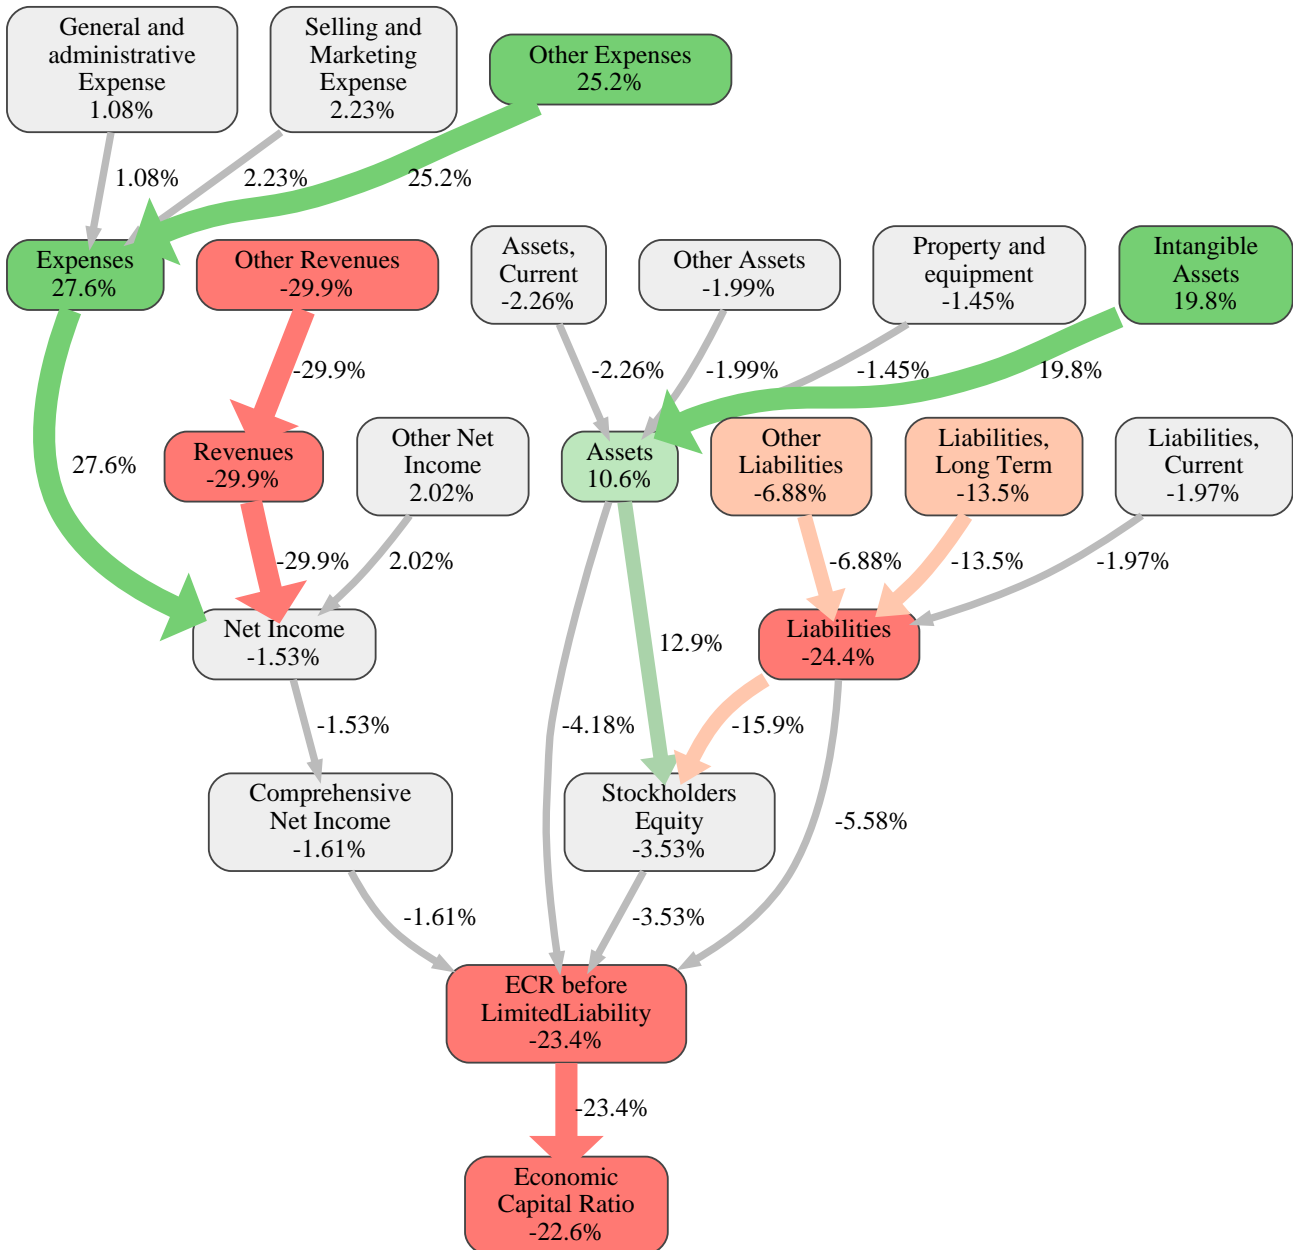 General and
administrative
Expense
1.08%
Selling and
Marketing
Expense
2.23%
Other Expenses
25.2%
1.08%
2.23%
25.2%
Expenses
27.6%
Other Revenues
-29.9%
Assets,
Current
-2.26%
Other Assets
-1.99%
Property and
equipment
-1.45%
Intangible
Assets
19.8%
-29.9%
-2.26%
-1.99%
-1.45%
19.8%
27.6%
Revenues
-29.9%
Other Net
Income
2.02%
Assets
10.6%
Other
Liabilities
-6.88%
Liabilities,
Long Term
-13.5%
Liabilities,
Current
-1.97%
-29.9%
2.02%
-6.88%
-13.5%
-1.97%
Net Income
-1.53%
12.9%
Liabilities
-24.4%
-1.53%
-4.18%
-15.9%
Comprehensive
Net Income
-1.61%
Stockholders
Equity
-3.53%
-5.58%
-1.61%
-3.53%
ECR before
LimitedLiability
-23.4%
-23.4%
Economic
Capital Ratio
-22.6%